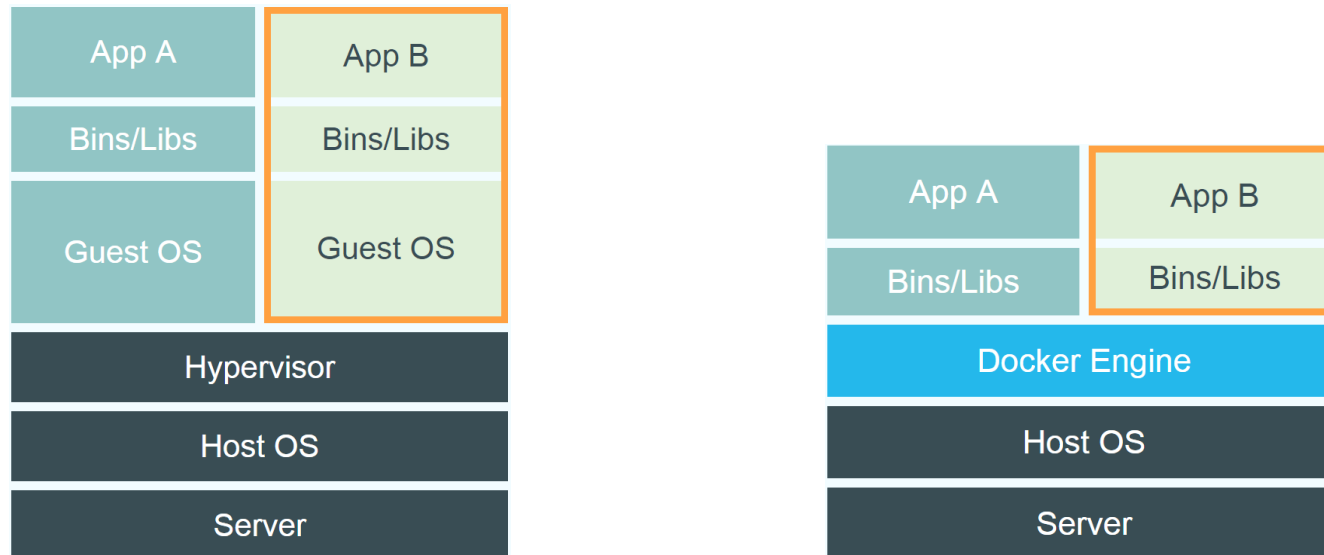 App A
App B
Bins/Libs
Bins/Libs
Guest OS
Guest OS
Hypervisor
Host OS
Server
App A
App B
Bins/Libs
Bins/Libs
Docker Engine
Host OS
Server